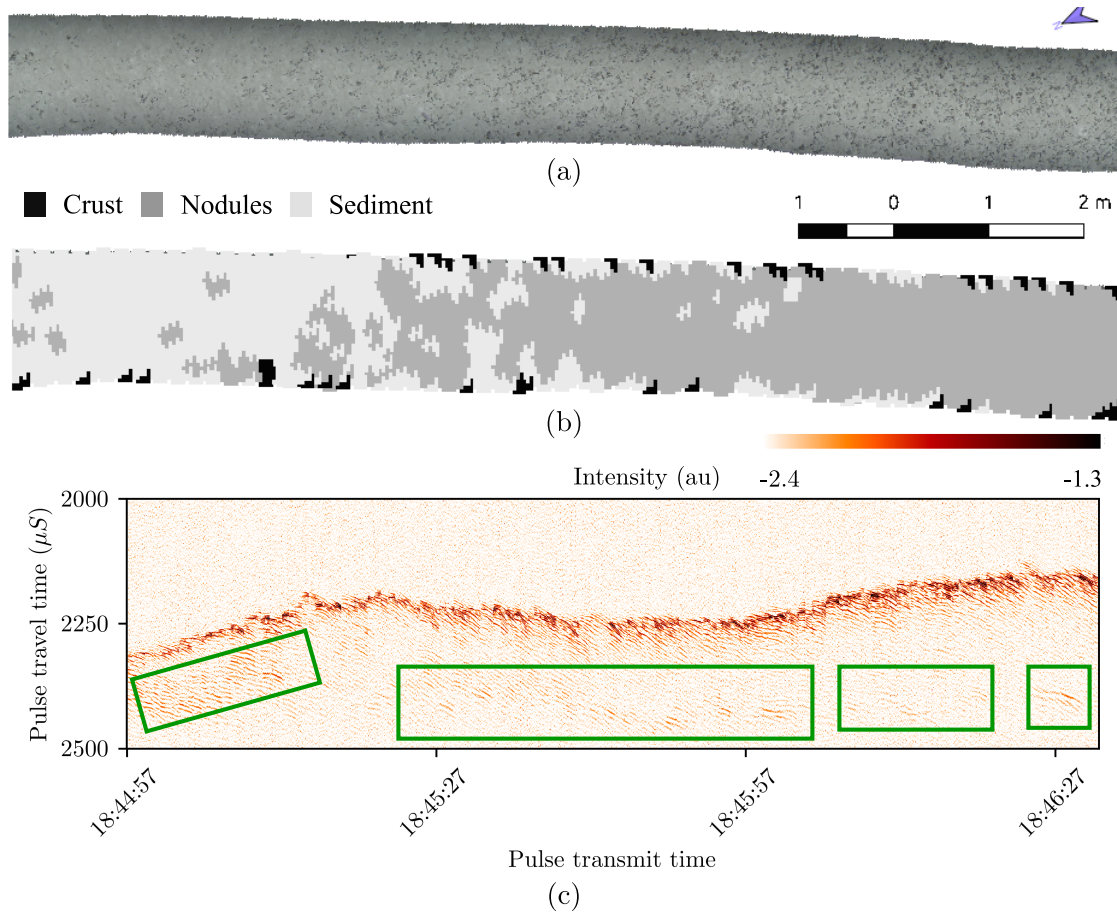 (a)
Crust Nodules Sediment
1 0 1 2 m
(b)
Intensity (au) -2.4 -1.3
Pulse travel time (μS)
2000
2250
2500
18:44:57 18:45:27 18:45:57 18:46:27
Pulse transmit time
(c)